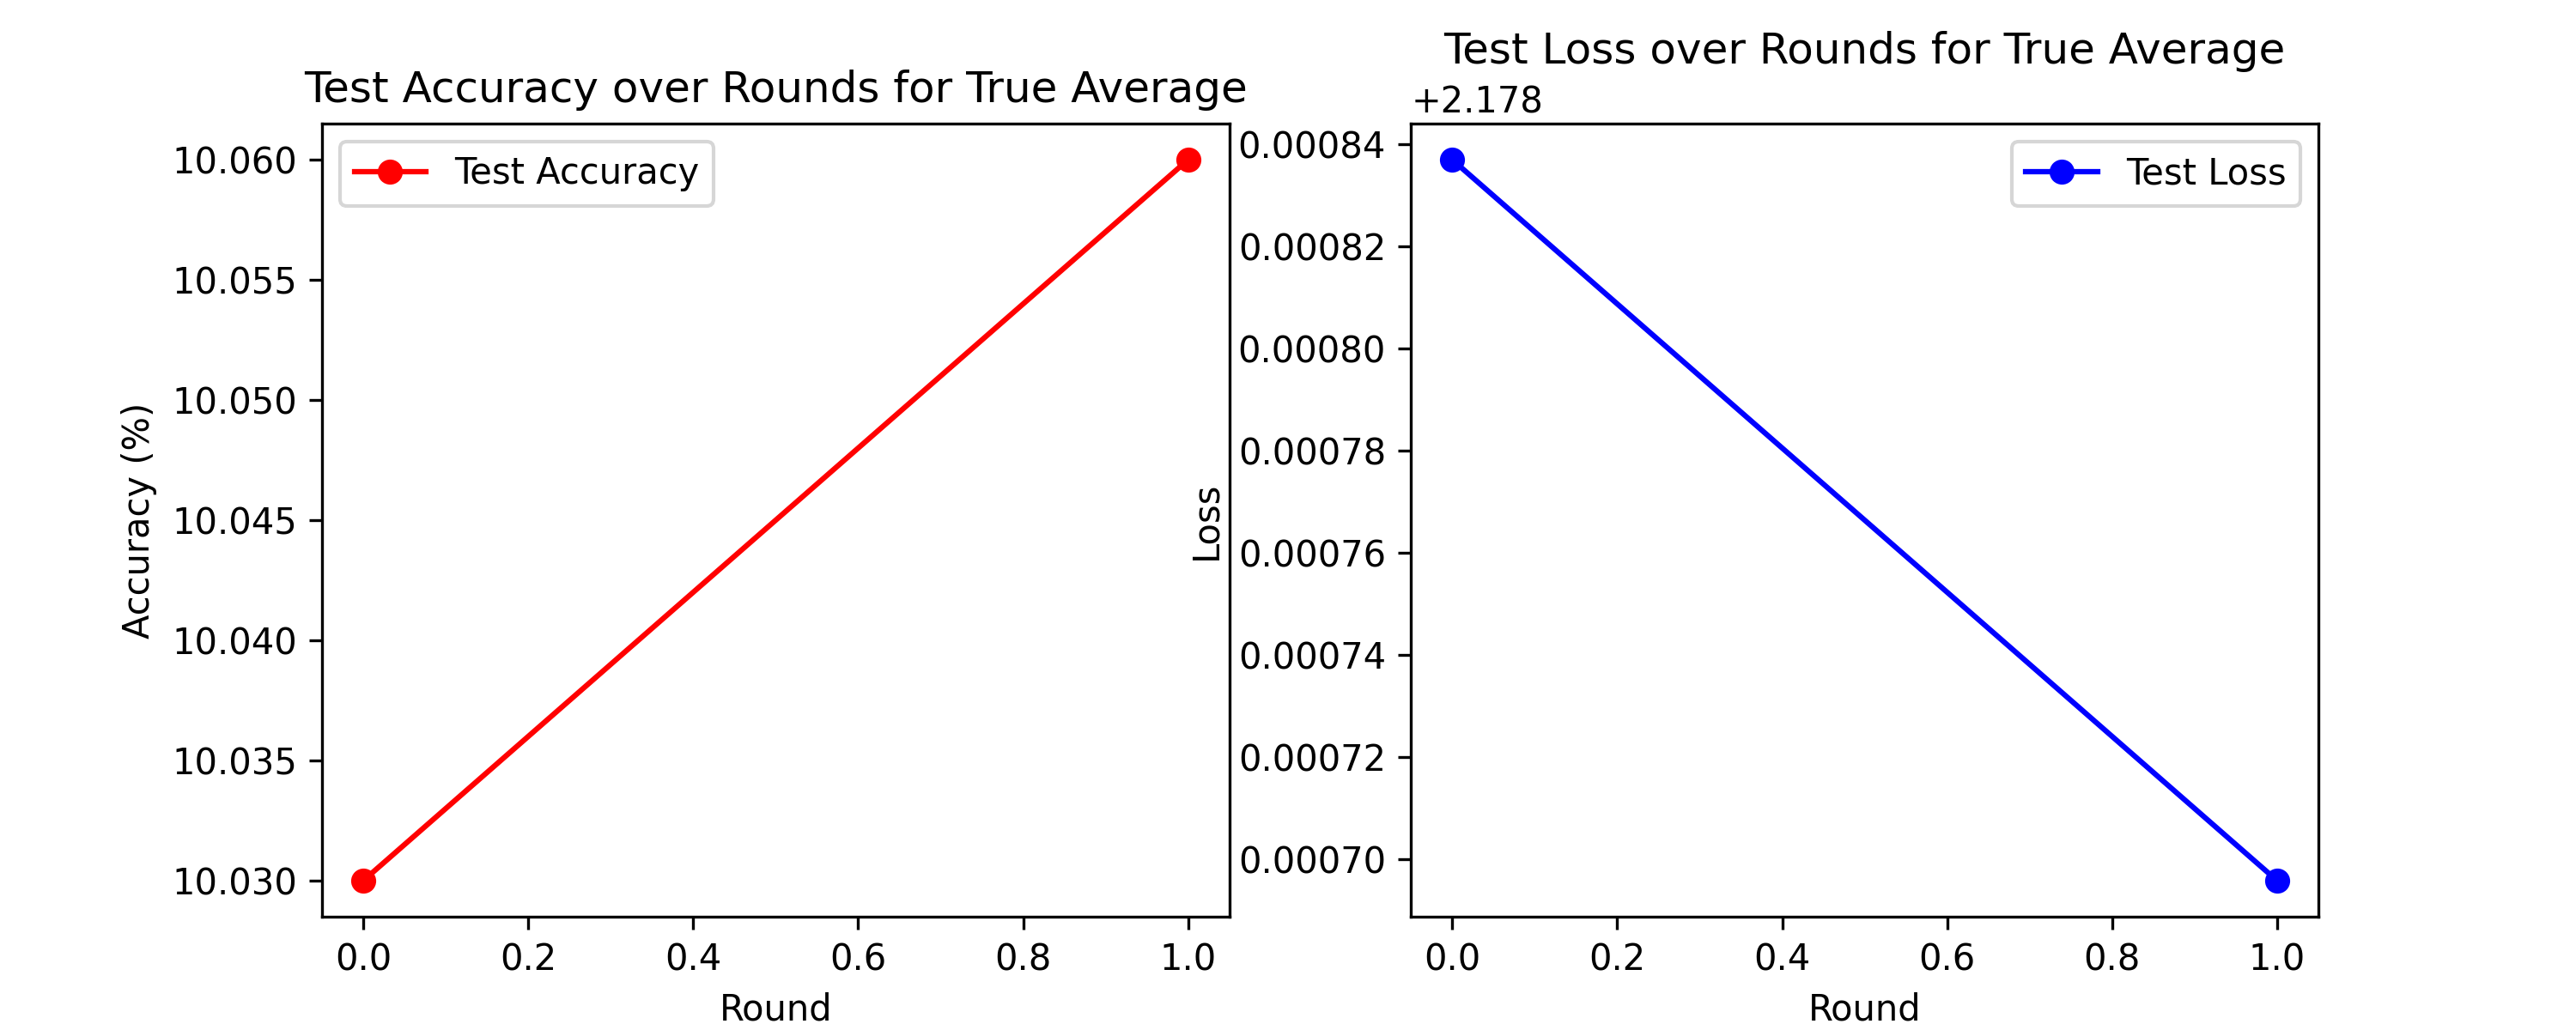 Test Accuracy over Rounds for True Average
Test Accuracy
10.060
10.055
10.050
10.045
10.040
10.035
10.030
Accuracy (%)
0.0 0.2 0.4 0.6 0.8 1.0
Round
Test Loss over Rounds for True Average
+2.178
Test Loss
0.00084
0.00082
0.00080
0.00078
0.00076
0.00074
0.00072
0.00070
Loss
0.0 0.2 0.4 0.6 0.8 1.0
Round